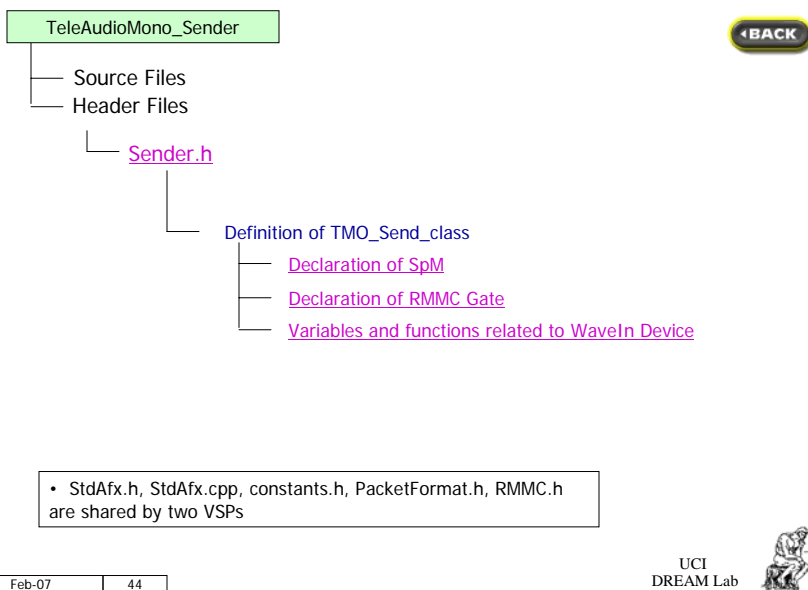 TeleAudioMono_Sender
BACK
Source Files
Header Files
Sender.h
Definition of TMO_Send_class
Declaration of SpM
Declaration of RMMC Gate
Variables and functions related to WaveIn Device
• StdAfx.h, StdAfx.cpp, constants.h, PacketFormat.h, RMMC.h
are shared by two VSPs
UCI
DREAM Lab
Feb-07 44